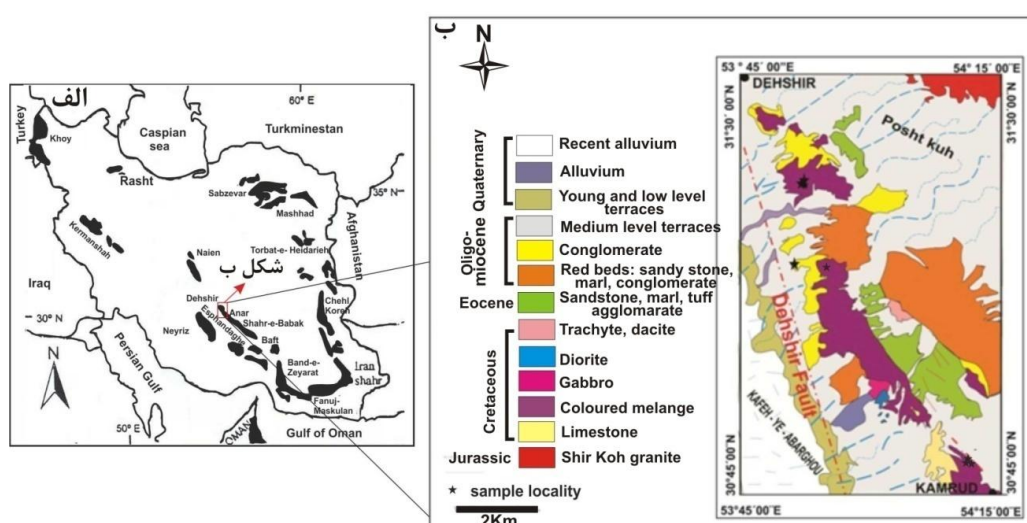 الف
60 E
Turkey
Khoy
Caspian
sea
Turkminestan
Rasht
Sabzevar
35 N
Mashhad
Kermanshah
Afghanistan
Torbat-e- Heidarieh
Naien
شکل ب
Iraq
Dehshir
Anar
Chehl
Koreh
30 N
Neyriz
Esphandaghe
Shahr-e-Babak
Baft
Persian Gulf
Band-e-
Zeyarat
Iran
shahr
N
Fanuj-
Maskulan
50 E
OMAN
Gulf of Oman
ب
N
Quaternary
Recent alluvium
Alluvium
Young and low level
terraces
Oligo-
miocene
Medium level terraces
Conglomerate
Red beds: sandy stone,
marl, conglomerate
Eocene
Sandstone, marl, tuff
agglomarate
Cretaceous
Trachyte, dacite
Diorite
Gabbro
Coloured melange
Limestone
Jurassic
Shir Koh granite
★ sample locality
2Km
53° 45´ 00˝E
54° 15´ 00˝E
DEHSHIR
31°30´ 00˝N
31°30´ 00˝N
Posht kuh
Dehshir Fault
KAFEH - YE - ABARGHOU
30°45´00˝N
30°45´00˝N
KAMRUD
53°45´00˝E
54°15´00˝E